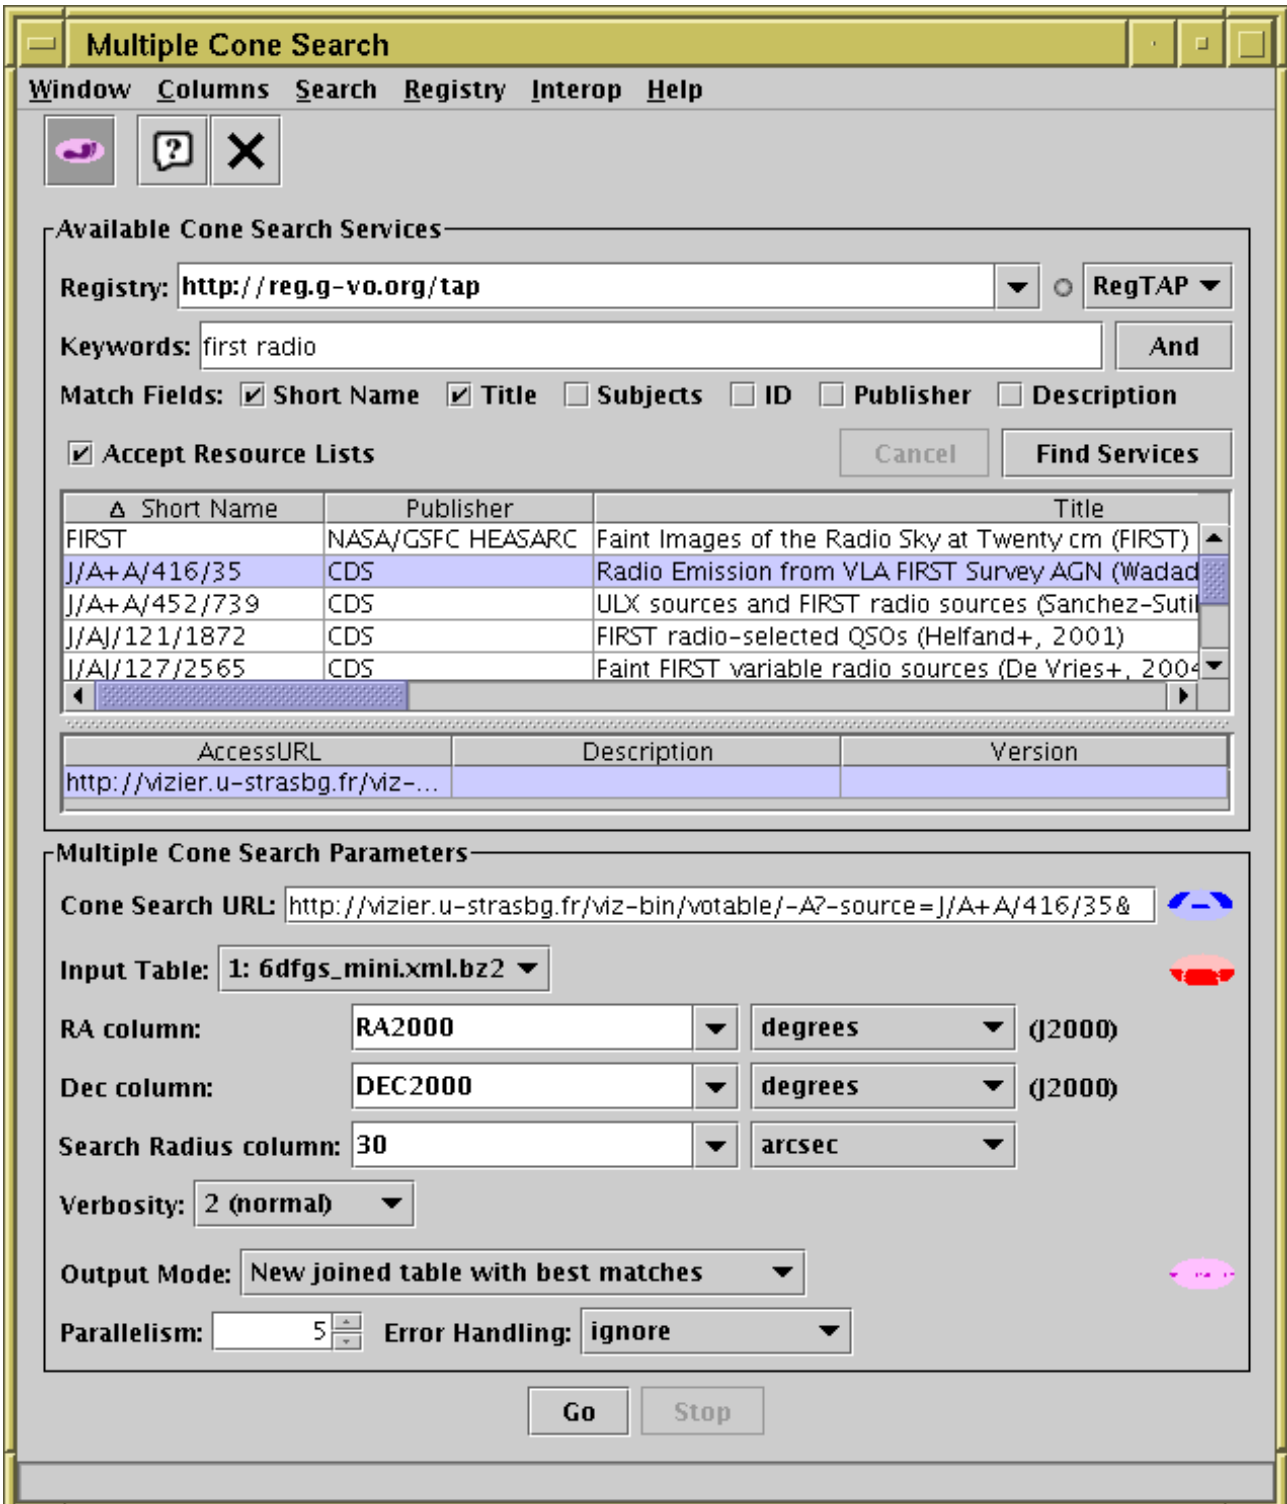 Multiple Cone Search
Window Columns Search Registry Interop Help
Available Cone Search Services
Registry: http://reg.g-vo.org/tap RegTAP
Keywords: first radio And
Match Fields: Short Name Title Subjects ID Publisher Description
Accept Resource Lists Cancel Find Services
Short Name Publisher Title
FIRST NASA/GSFC HEASARC Faint Images of the Radio Sky at Twenty cm (FIRST)
J/A+A/416/35 CDS Radio Emission from VLA FIRST Survey AGN (Wadad
J/A+A/452/739 CDS ULX sources and FIRST radio sources (Sanchez-Sutil
J/AJ/121/1872 CDS FIRST radio-selected QSOs (Helfand+, 2001)
J/AJ/127/2565 CDS Faint FIRST variable radio sources (De Vries+, 2004
AccessURL Description Version
http://vizier.u-strasbg.fr/viz-...
Multiple Cone Search Parameters
Cone Search URL: http://vizier.u-strasbg.fr/viz-bin/votable/-A?-source=J/A+A/416/35&
Input Table: 1: 6dfgs_mini.xml.bz2
RA column: RA2000 degrees (J2000)
Dec column: DEC2000 degrees (J2000)
Search Radius column: 30 arcsec
Verbosity: 2 (normal)
Output Mode: New joined table with best matches
Parallelism: 5 Error Handling: ignore
Go Stop